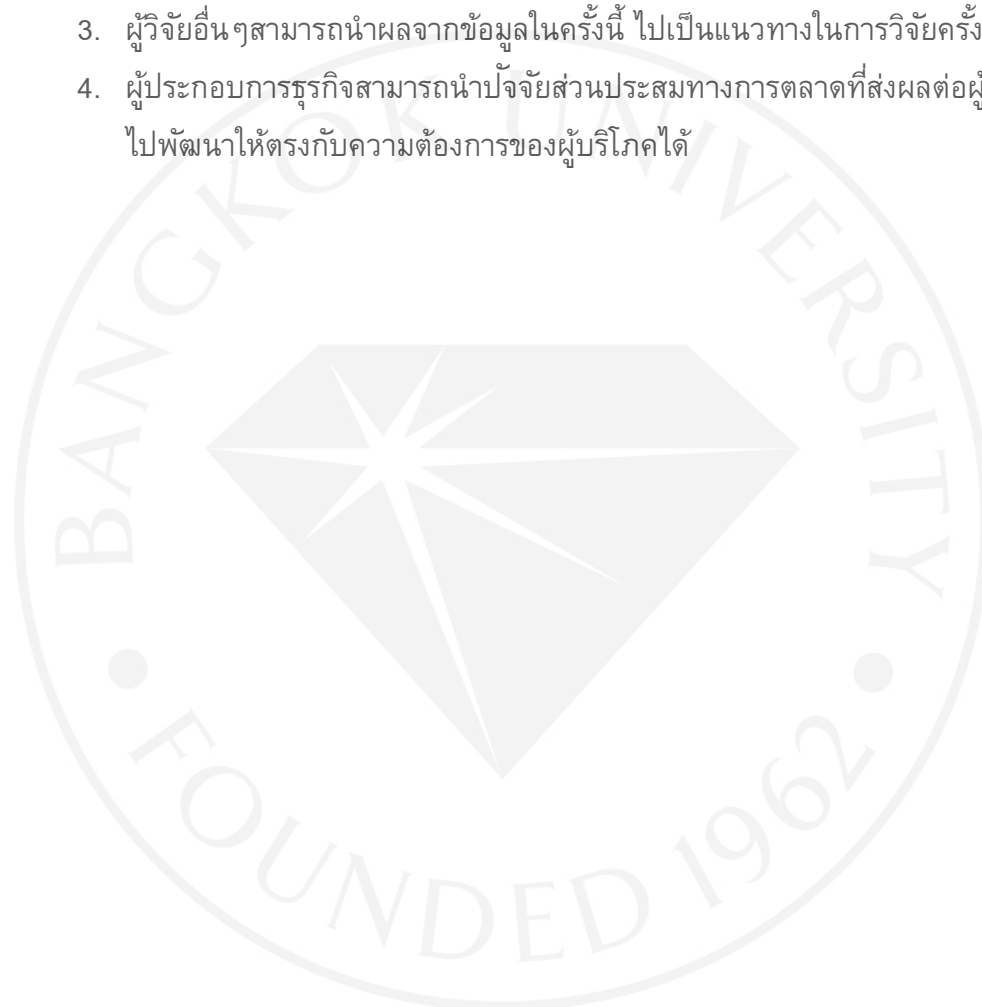 3. ผู้วิจัยอื่น ๆสามารถนำผลจากข้อมูลในครั้งนี้ ไปเป็นแนวทางในการวิจัยครั้ง
4. ผู้ประกอบการธุรกิจสามารถนำปัจจัยส่วนประสมทางการตลาดที่ส่งผลต่อผู้
ไปพัฒนาให้ตรงกับความต้องการของผู้บริโภคได้
BANGKOK UNIVERSITY
• FOUNDED 1962 •